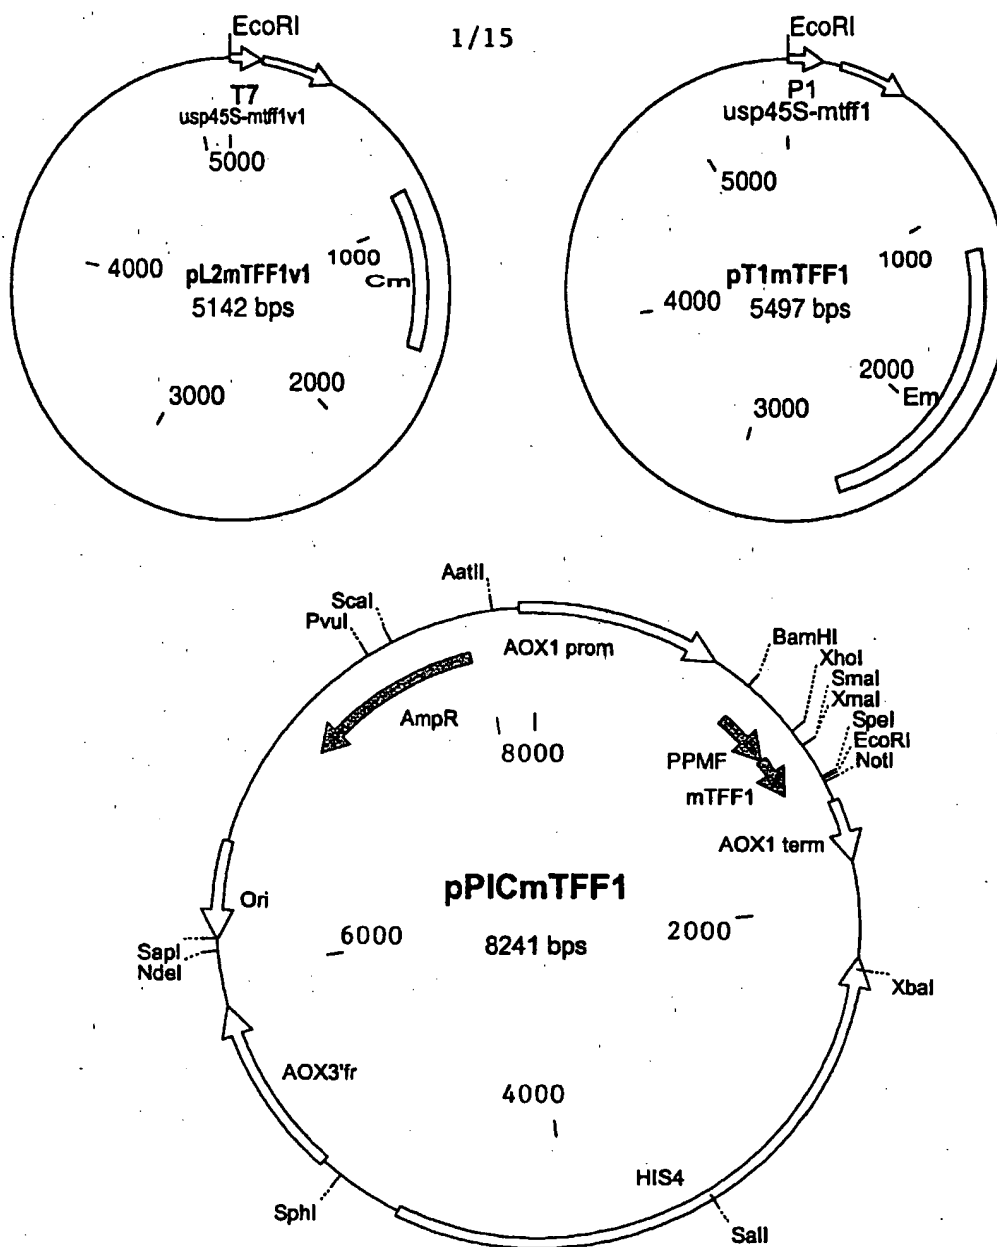 1/15
EcoRI
T7
usp45S-mtff1v1
5000
4000
1000
pL2mTFF1v1
Cm
5142 bps
3000
2000
EcoRI
P1
usp45S-mtff1
5000
1000
pT1mTFF1
4000
5497 bps
2000
Em
3000
AatII
ScaI
PvuI
AOX1 prom
BamHI
XhoI
SmaI
XmaI
SpeI
EcoRI
NotI
AmpR
8000
PPMF
mTFF1
AOX1 term
pPICmTFF1
Ori
6000
8241 bps
2000
SapI
NdeI
XbaI
AOX3'fr
4000
HIS4
SphI
SalI